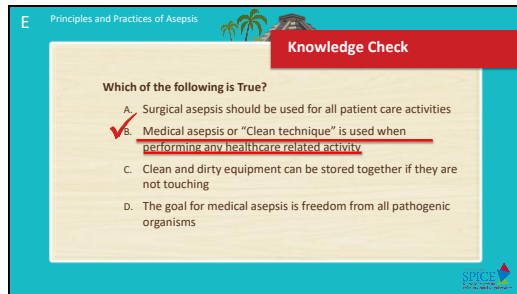 E
Principles and Practices of Asepsis
Knowledge Check
Which of the following is True?
A. Surgical asepsis should be used for all patient care activities
B. Medical asepsis or “Clean technique” is used when
performing any healthcare related activity
C. Clean and dirty equipment can be stored together if they are
not touching
D. The goal for medical asepsis is freedom from all pathogenic
organisms
SPICE